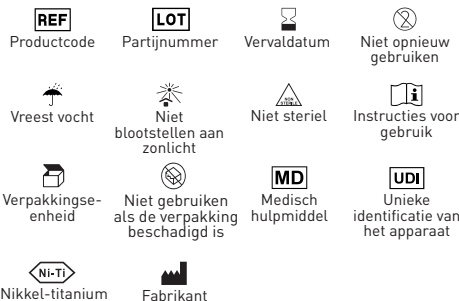 REF
LOT
Productcode
Partijnummer
Vervaldatum
Niet opnieuw
gebruiken
2
NON
STERILE
i
Vreest vocht
Niet
blootstellen aan
zonlicht
Niet steriel
Instructies voor
gebruik
MD
UDI
Verpakkingse-
enheid
Niet gebruiken
als de verpakking
beschadigd is
Medisch
hulpmiddel
Unieke
identificatie van
het apparaat
Ni-Ti
Nikkel-titanium
Fabrikant